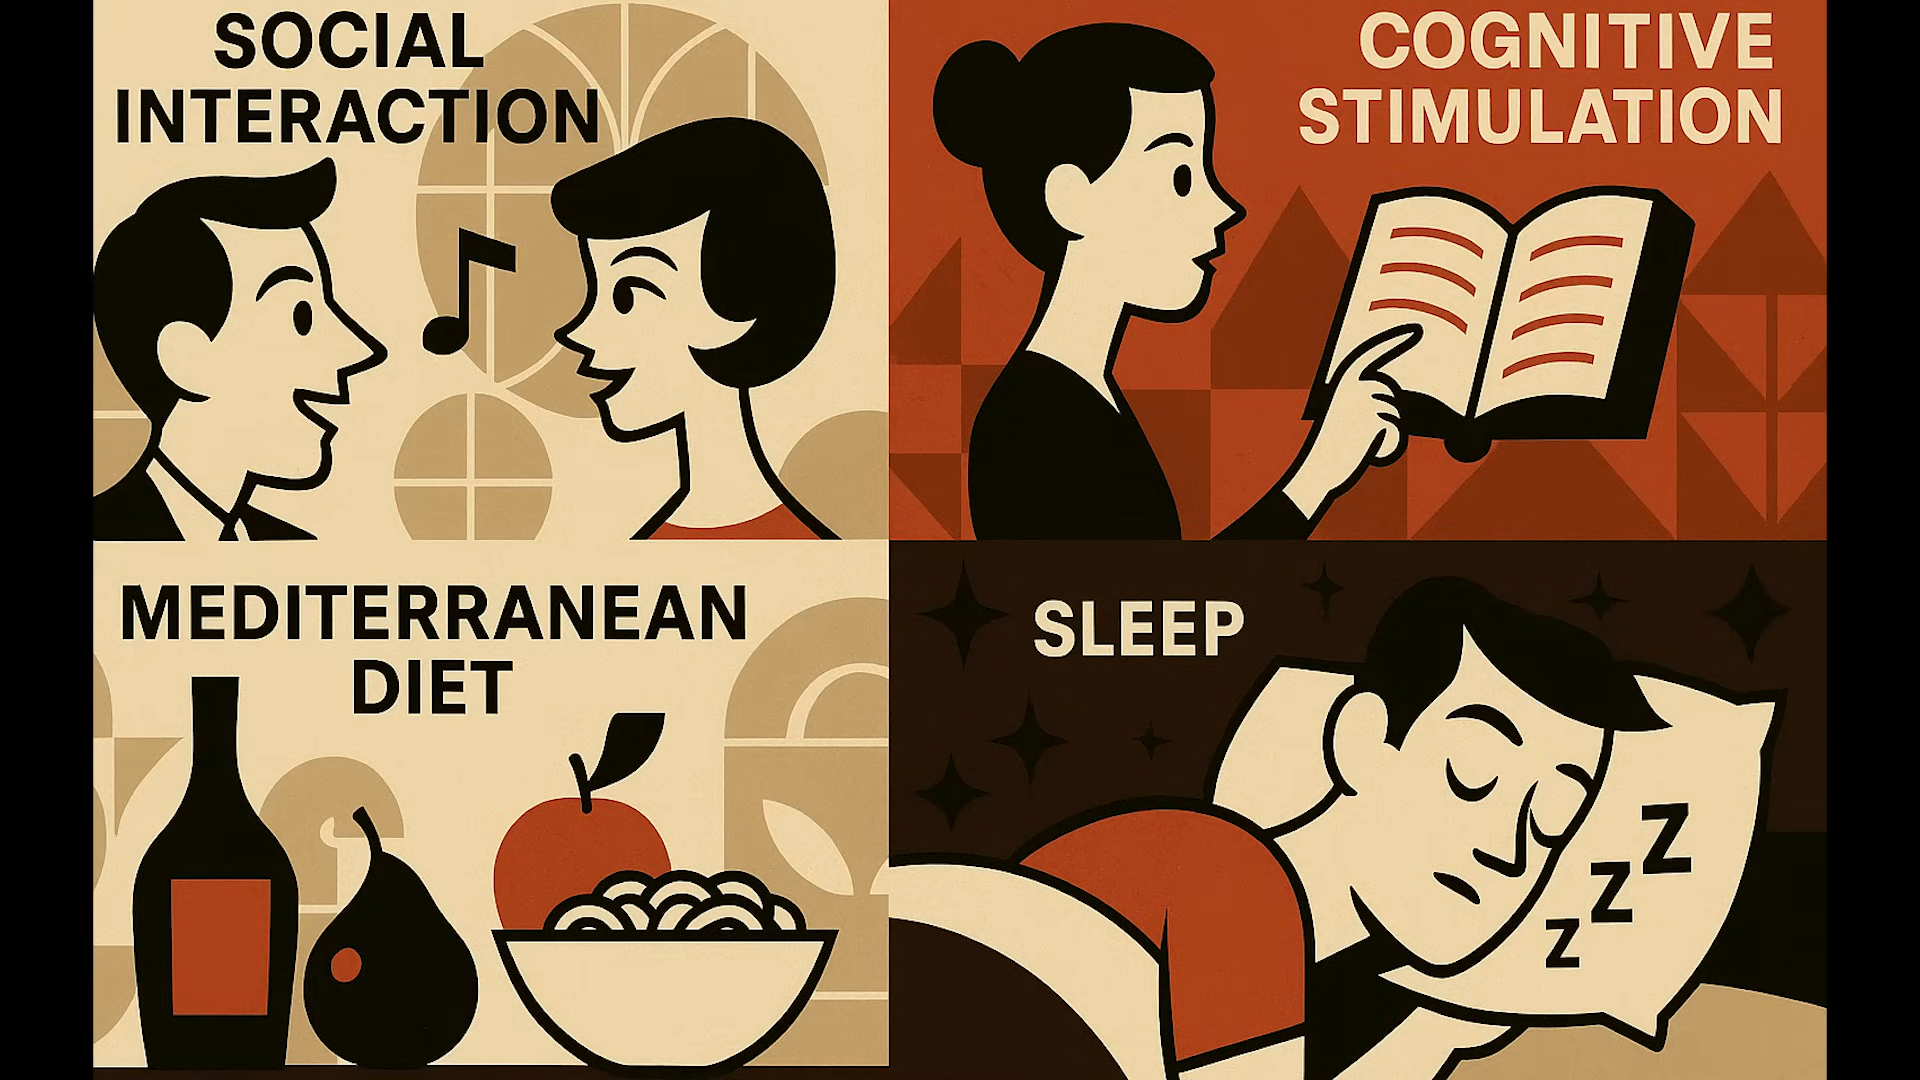 SOCIAL
INTERACTION
COGNITIVE
STIMULATION
MEDITERRANEAN
DIET
SLEEP
Z
Z
Z